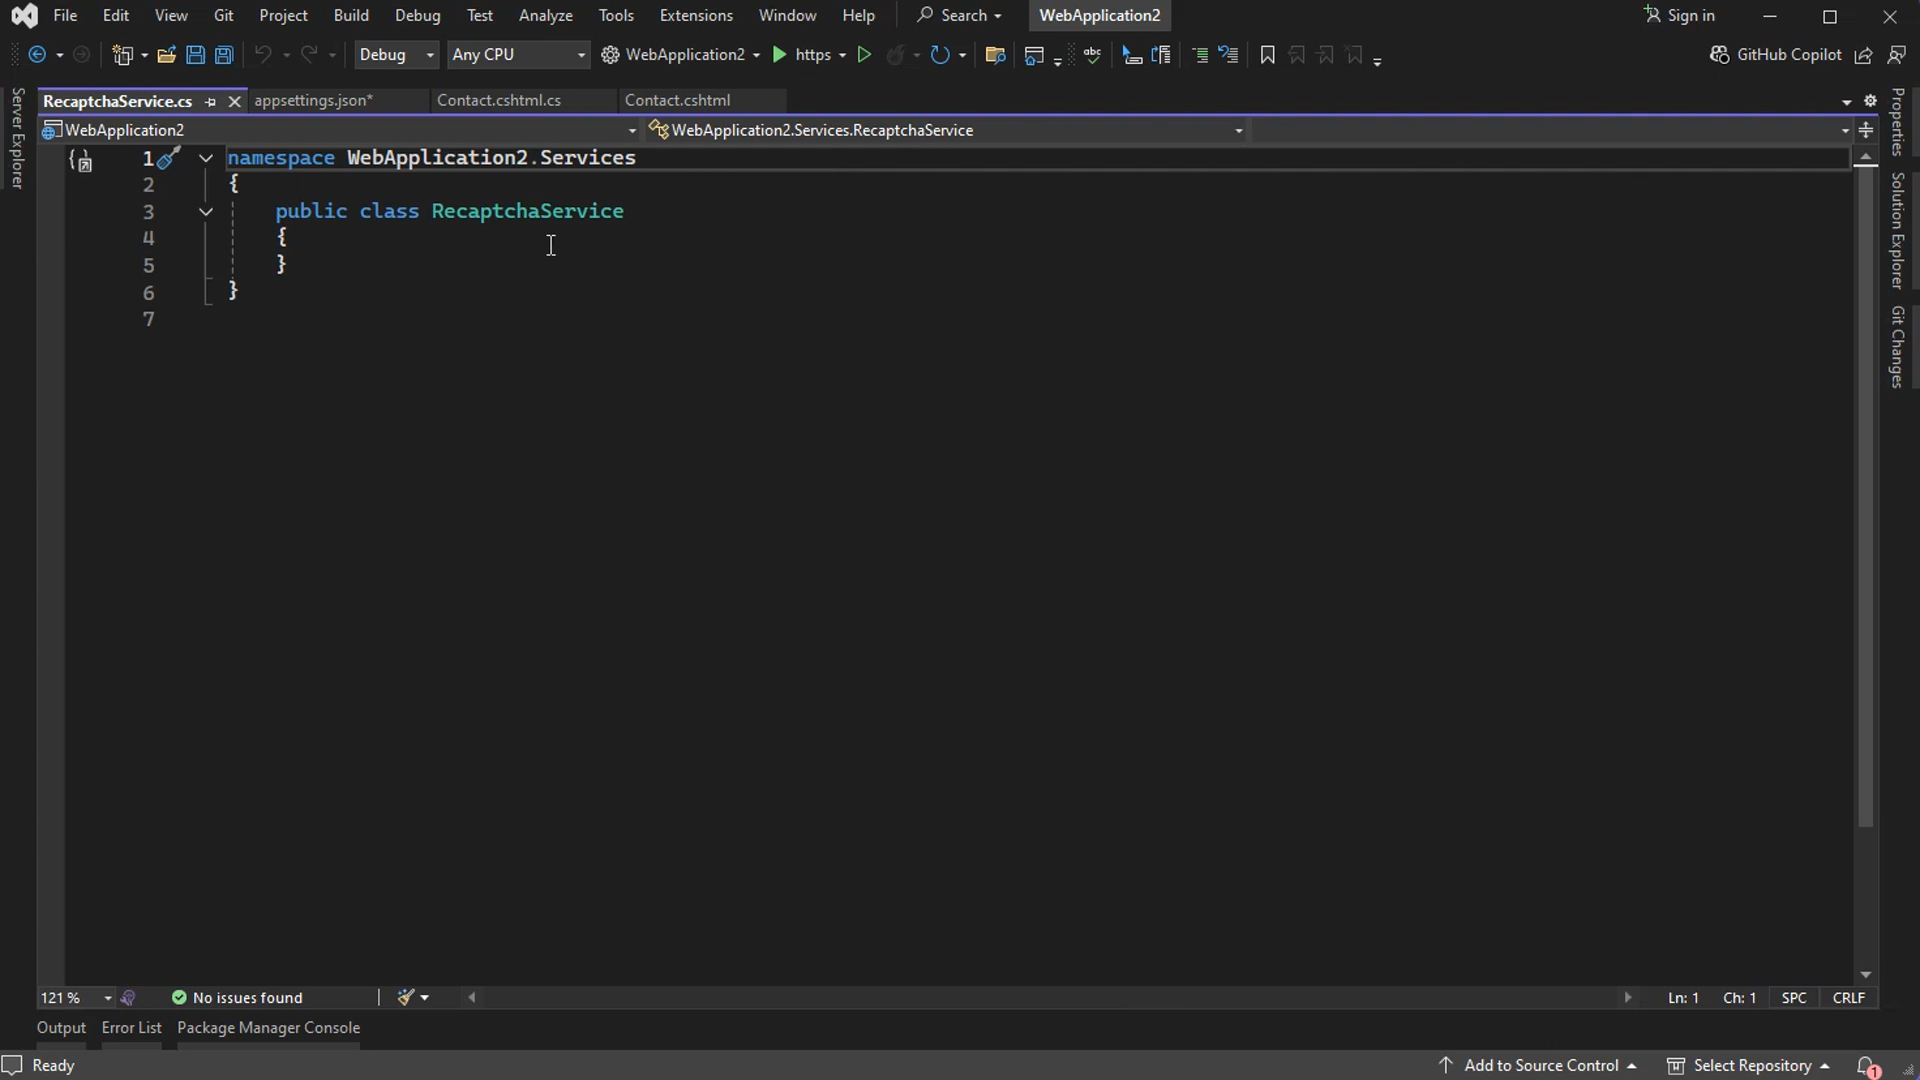 File Edit View Git Project Build Debug Test Analyze Tools Extensions Window Help Search WebApplication2 Sign in
Debug Any CPU WebApplication2 https abc GitHub Copilot
RecaptchaService.cs appsettings.json* Contact.cshtml.cs Contact.cshtml
WebApplication2 WebApplication2.Services.RecaptchaService
Server Explorer
Properties
Solution Explorer
Git Changes
1 namespace WebApplication2.Services
2 {
3 public class RecaptchaService
4 {
5 }
6 }
7
121 % No issues found Ln: 1 Ch: 1 SPC CRLF
Output Error List Package Manager Console
Ready Add to Source Control Select Repository 1